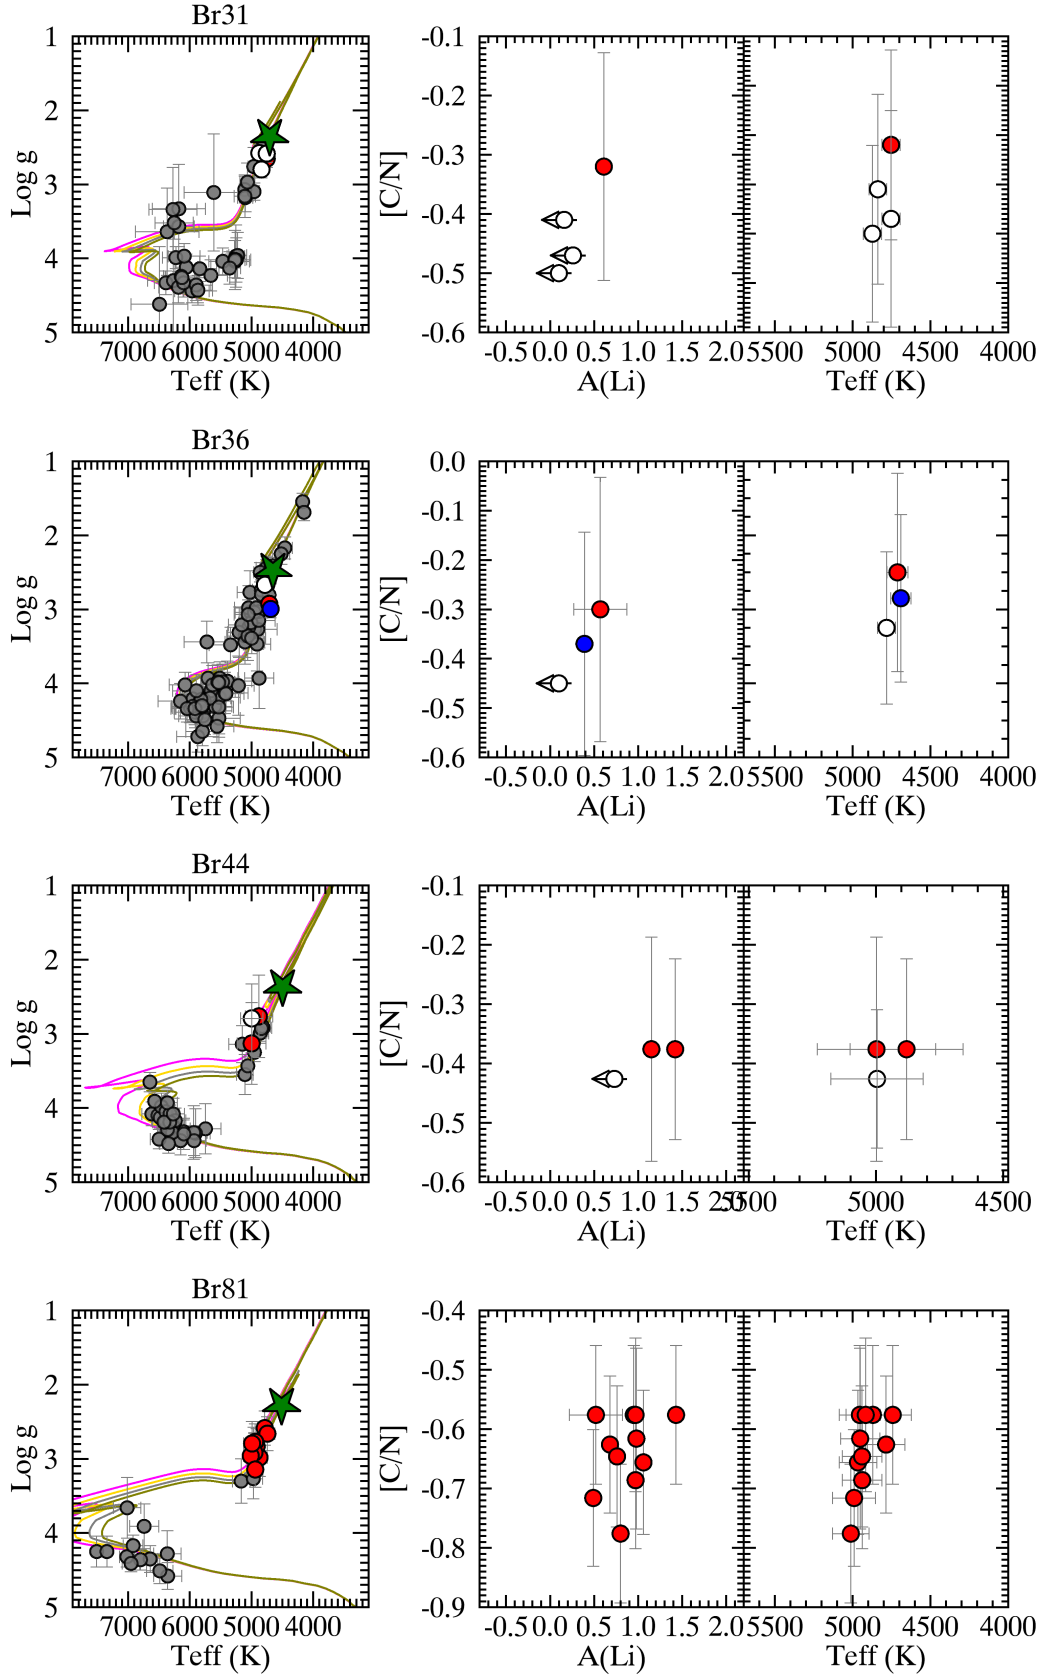 Br31
1
2
3
4
5
Log g
7000 6000 5000 4000
Teff (K)
-0.1
-0.2
-0.3
-0.4
-0.5
-0.6
[C/N]
-0.5 0.0 0.5 1.0 1.5 2.0
A(Li)
5500 5000 4500 4000
Teff (K)
Br36
1
2
3
4
5
Log g
7000 6000 5000 4000
Teff (K)
0.0
-0.1
-0.2
-0.3
-0.4
-0.5
-0.6
[C/N]
-0.5 0.0 0.5 1.0 1.5 2.0
A(Li)
5500 5000 4500 4000
Teff (K)
Br44
1
2
3
4
5
Log g
7000 6000 5000 4000
Teff (K)
-0.1
-0.2
-0.3
-0.4
-0.5
-0.6
[C/N]
-0.5 0.0 0.5 1.0 1.5 2.0
A(Li)
5500 5000 4500
Teff (K)
Br81
1
2
3
4
5
Log g
7000 6000 5000 4000
Teff (K)
-0.4
-0.5
-0.6
-0.7
-0.8
-0.9
[C/N]
-0.5 0.0 0.5 1.0 1.5 2.0
A(Li)
5500 5000 4500 4000
Teff (K)